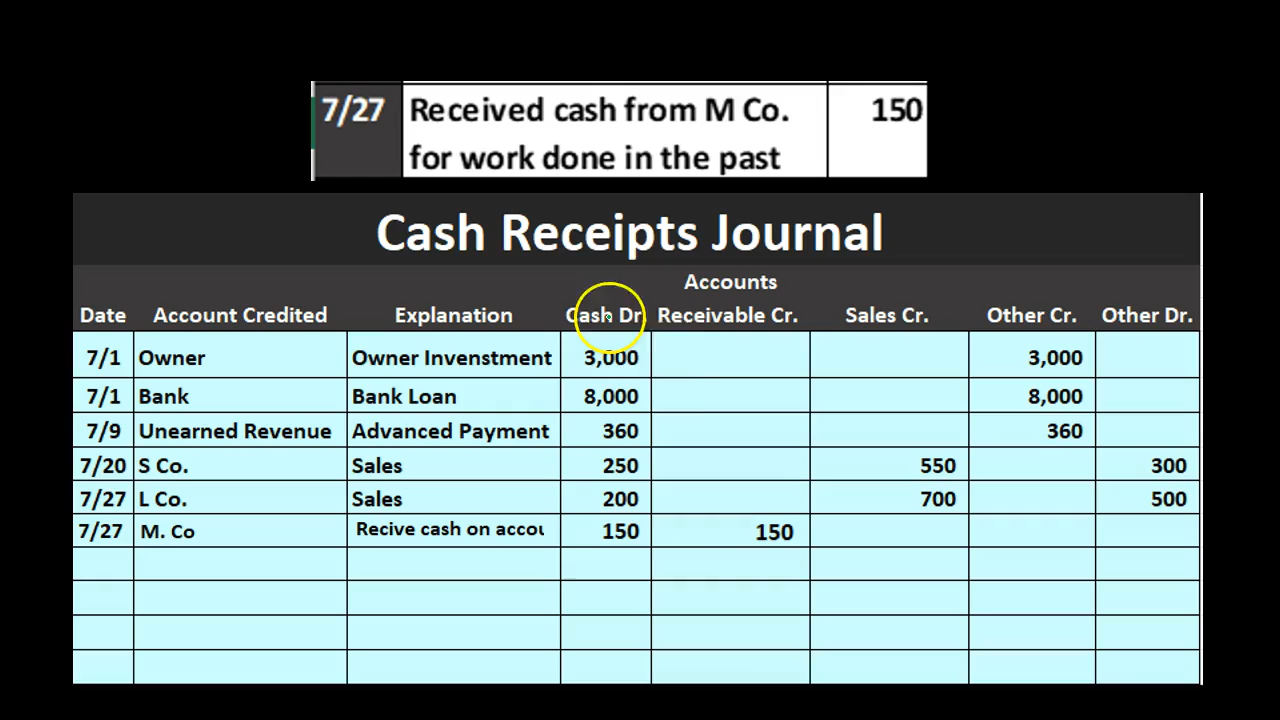 7/27 Received cash from M Co. 150
for work done in the past
Cash Receipts Journal
Accounts
Date Account Credited Explanation Cash Dr. Receivable Cr. Sales Cr. Other Cr. Other Dr.
7/1 Owner Owner Invenstment 3,000 3,000
7/1 Bank Bank Loan 8,000 8,000
7/9 Unearned Revenue Advanced Payment 360 360
7/20 S Co. Sales 250 550 300
7/27 L Co. Sales 200 700 500
7/27 M. Co Recive cash on accou 150 150